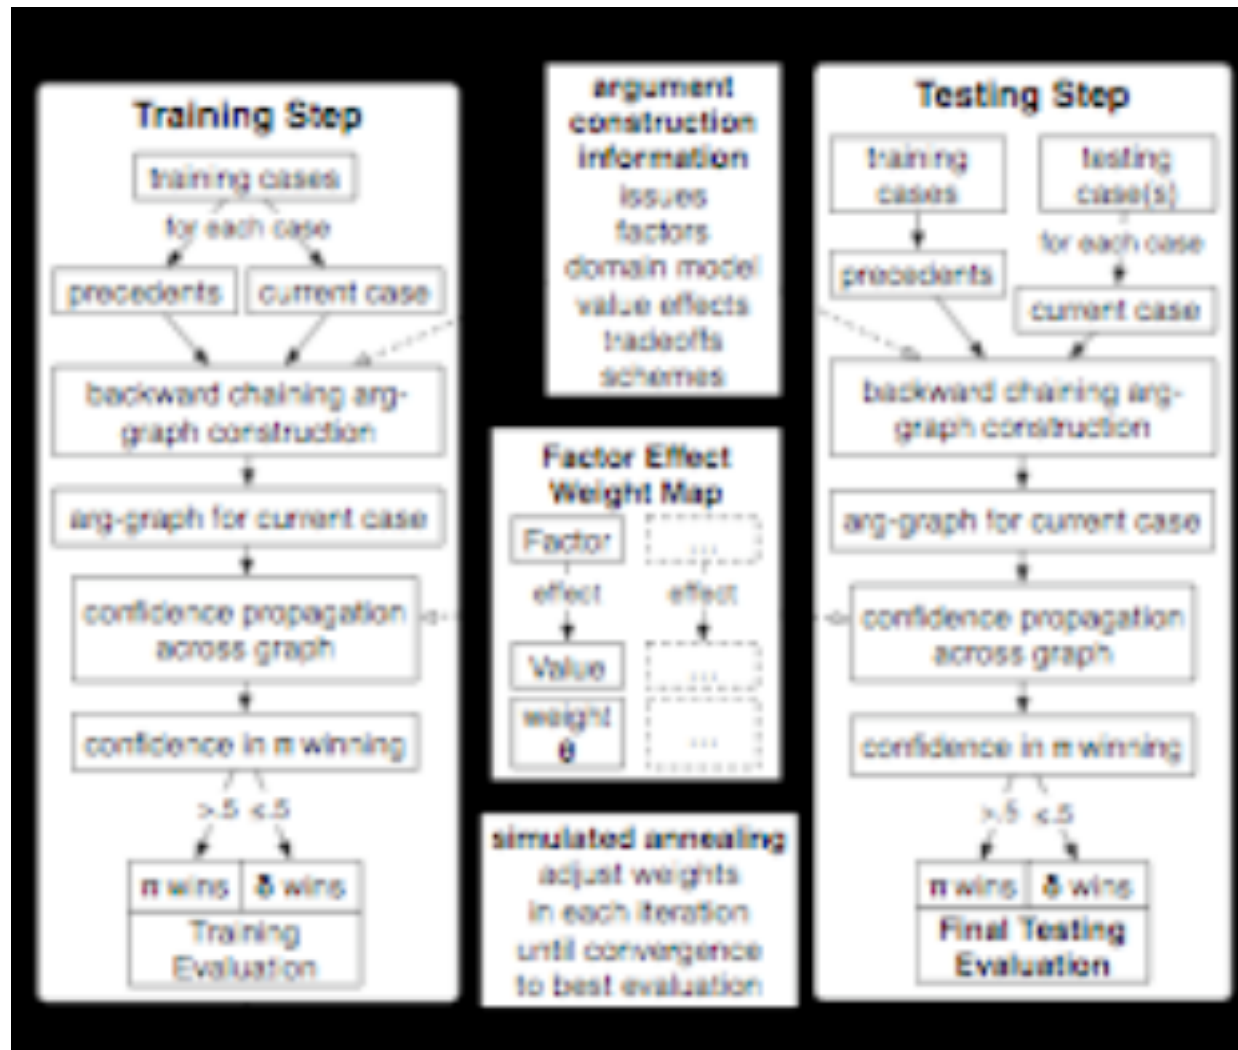 Training Step
training cases
for each case
precedents
current case
backward chaining arg-
graph construction
arg-graph for current case
confidence propagation
across graph
confidence in π winning
>.5 ≤.5
π wins
δ wins
Training
Evaluation
argument
construction
information
issues
factors
domain model
value effects
tradeoffs
schemes
Factor Effect
Weight Map
Factor
...
effect
effect
Value
...
weight
θ
...
simulated annealing
adjust weights
in each iteration
until convergence
to best evaluation
Testing Step
training
cases
testing
case(s)
for each case
precedents
current case
backward chaining arg-
graph construction
arg-graph for current case
confidence propagation
across graph
confidence in π winning
>.5 ≤.5
π wins
δ wins
Final Testing
Evaluation